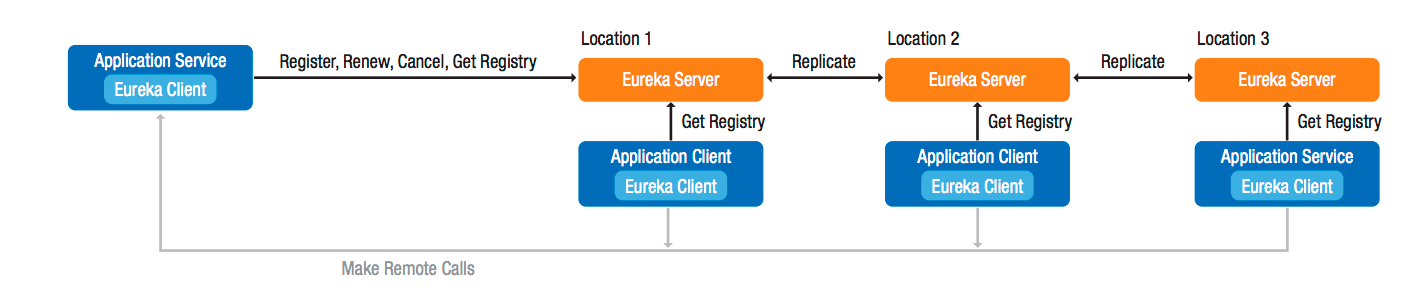 Location 1
Location 2
Location 3
Application Service
Eureka Client
Register, Renew, Cancel, Get Registry
Eureka Server
Replicate
Eureka Server
Replicate
Eureka Server
Get Registry
Get Registry
Get Registry
Application Client
Eureka Client
Application Client
Eureka Client
Application Service
Eureka Client
Make Remote Calls